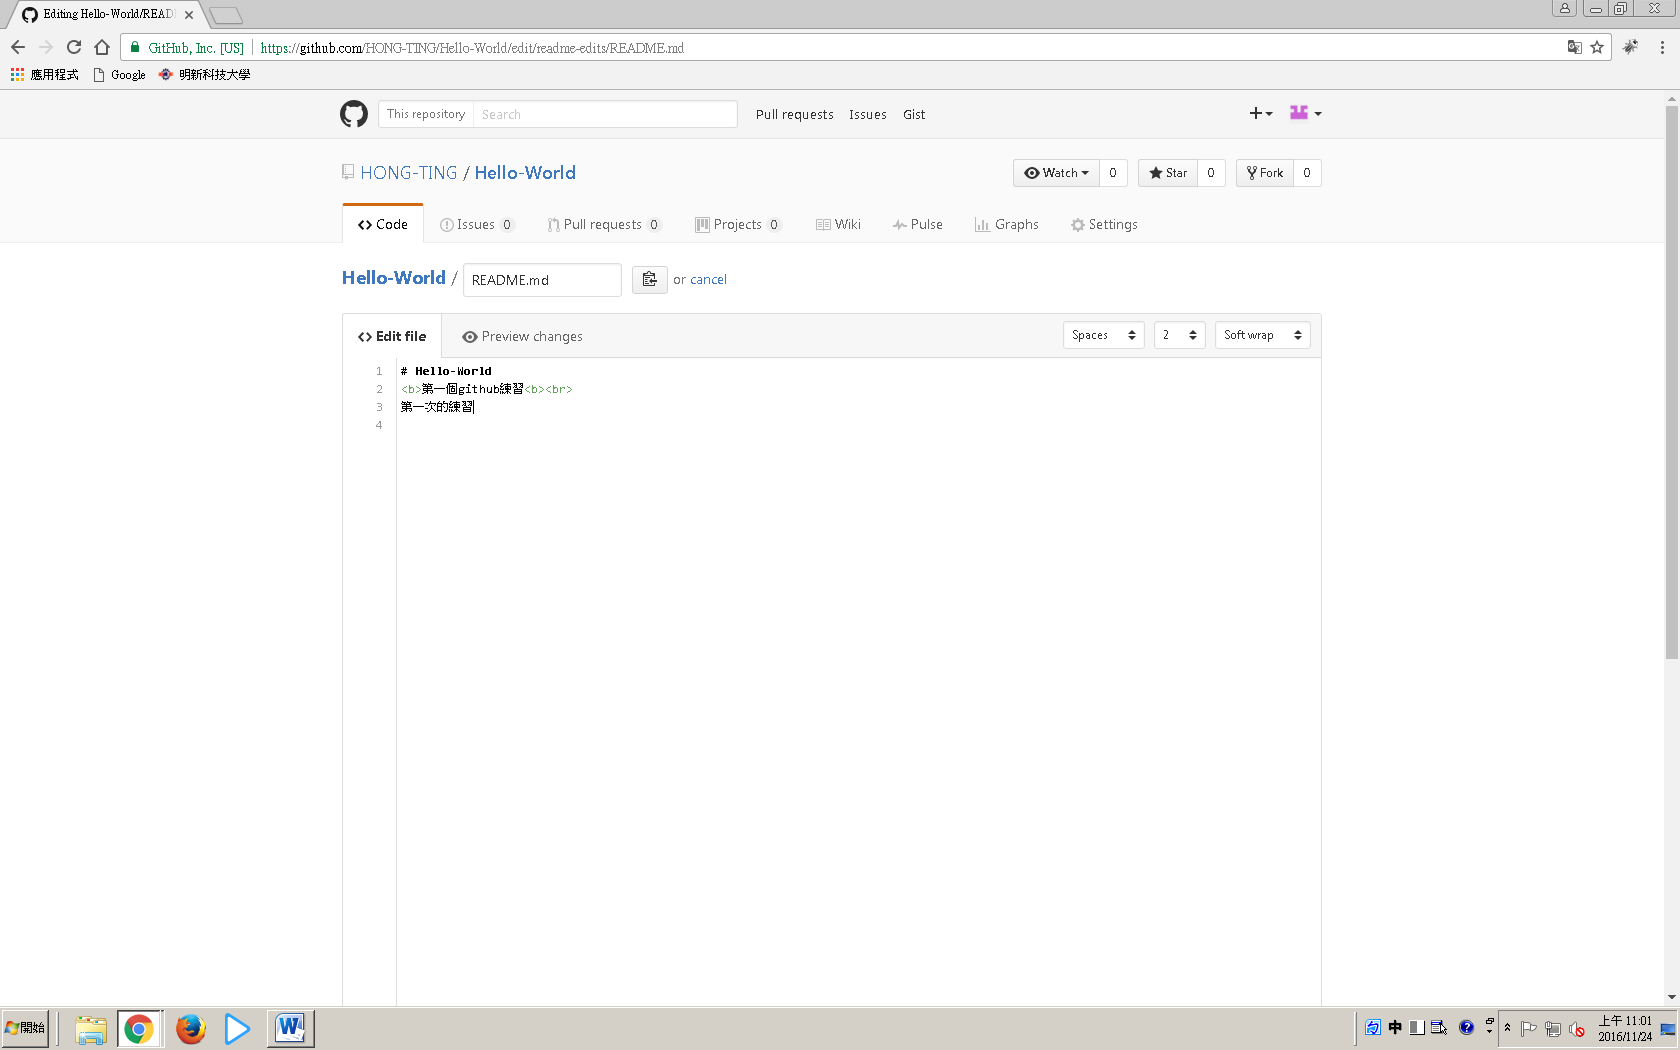 Editing Hello-World/READ
GitHub, Inc. [US] https://github.com/HONG-TING/Hello-World/edit/readme-edits/README.md
應用程式 Google 明新科技大學
This repository Search Pull requests Issues Gist
HONG-TING / Hello-World Watch 0 Star 0 Fork 0
Code Issues 0 Pull requests 0 Projects 0 Wiki Pulse Graphs Settings
Hello-World / README.md or cancel
Edit file Preview changes Spaces 2 Soft wrap
1 # Hello-World
2 <b>第一個github練習<b><br>
3 第一次的練習
4
開始 中 上午 11:01
2016/11/24